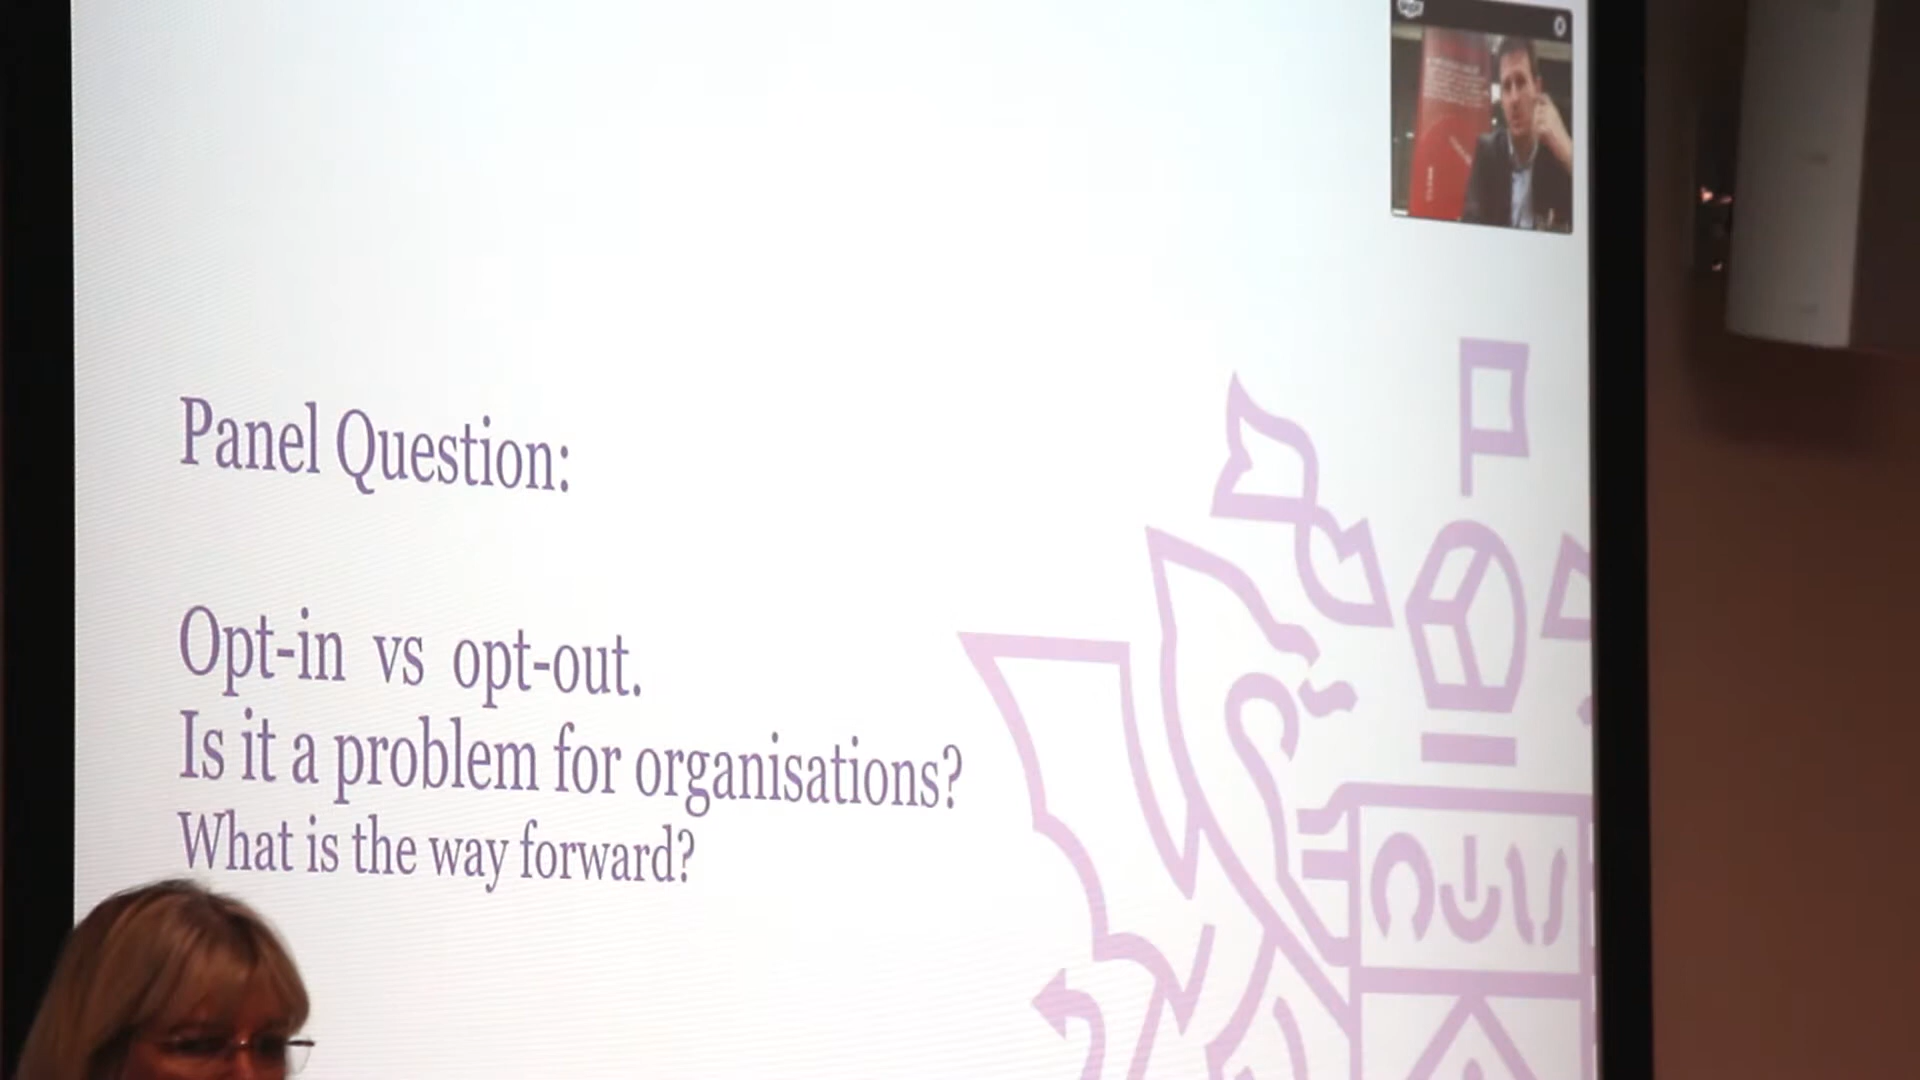 Panel Question:
Opt-in vs opt-out.
Is it a problem for organisations?
What is the way forward?